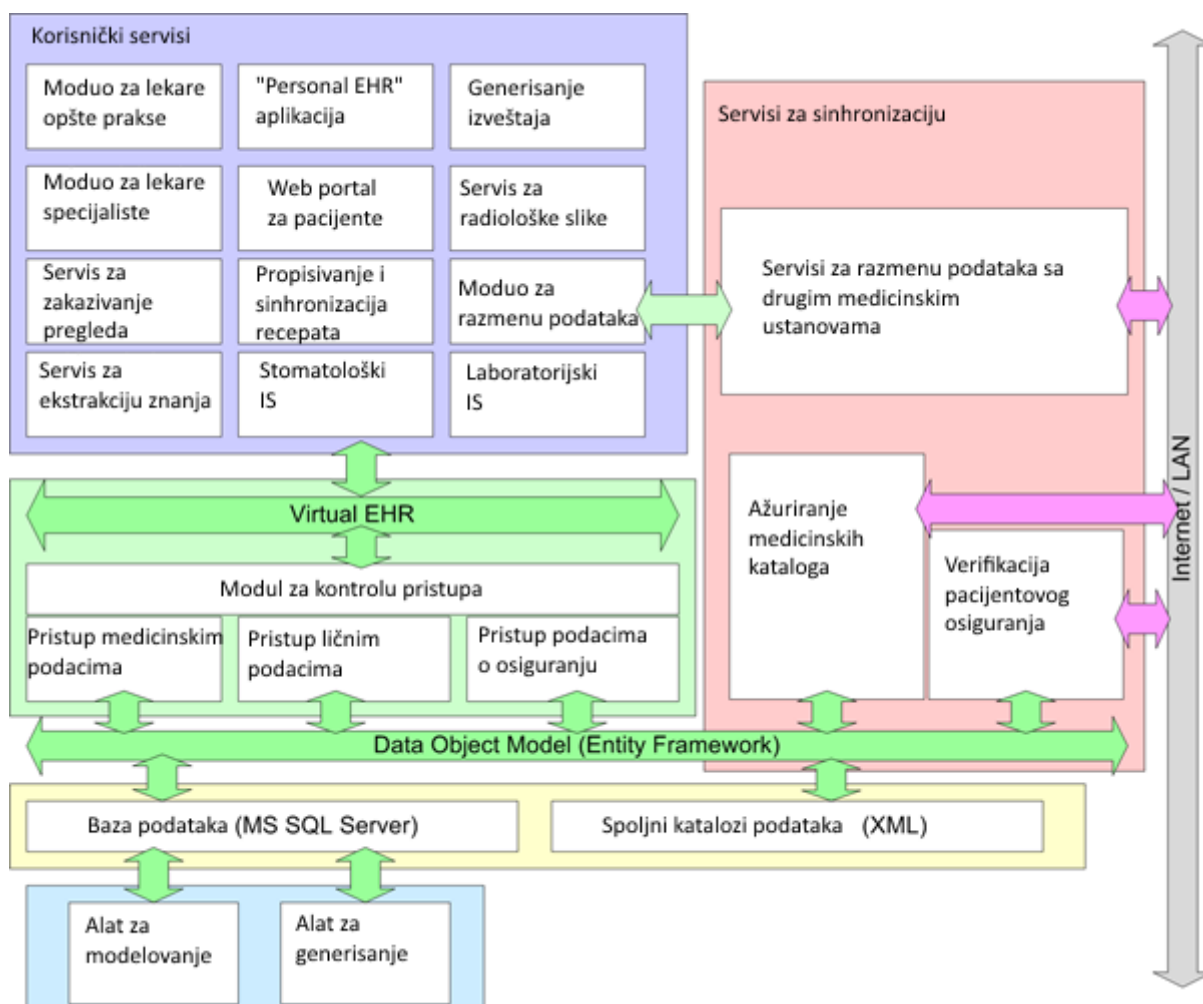 Korisnički servisi
Moduo za lekare
opšte prakse
"Personal EHR"
aplikacija
Generisanje
izveštaja
Moduo za lekare
specijaliste
Web portal
za pacijente
Servis za
radiološke slike
Servis za
zakazivanje
pregleda
Propisivanje i
sinhronizacija
recepata
Moduo za
razmenu podataka
Servis za
ekstrakciju znanja
Stomatološki
IS
Laboratorijski
IS
Servisi za sinhronizaciju
Servisi za razmenu podataka sa
drugim medicinskim
ustanovama
Ažuriranje
medicinskih
kataloga
Verifikacija
pacijentovog
osiguranja
Internet / LAN
Virtual EHR
Modul za kontrolu pristupa
Pristup medicinskim
podacima
Pristup ličnim
podacima
Pristup podacima
o osiguranju
Data Object Model (Entity Framework)
Baza podataka (MS SQL Server)
Spoljni katalozi podataka (XML)
Alat za
modelovanje
Alat za
generisanje